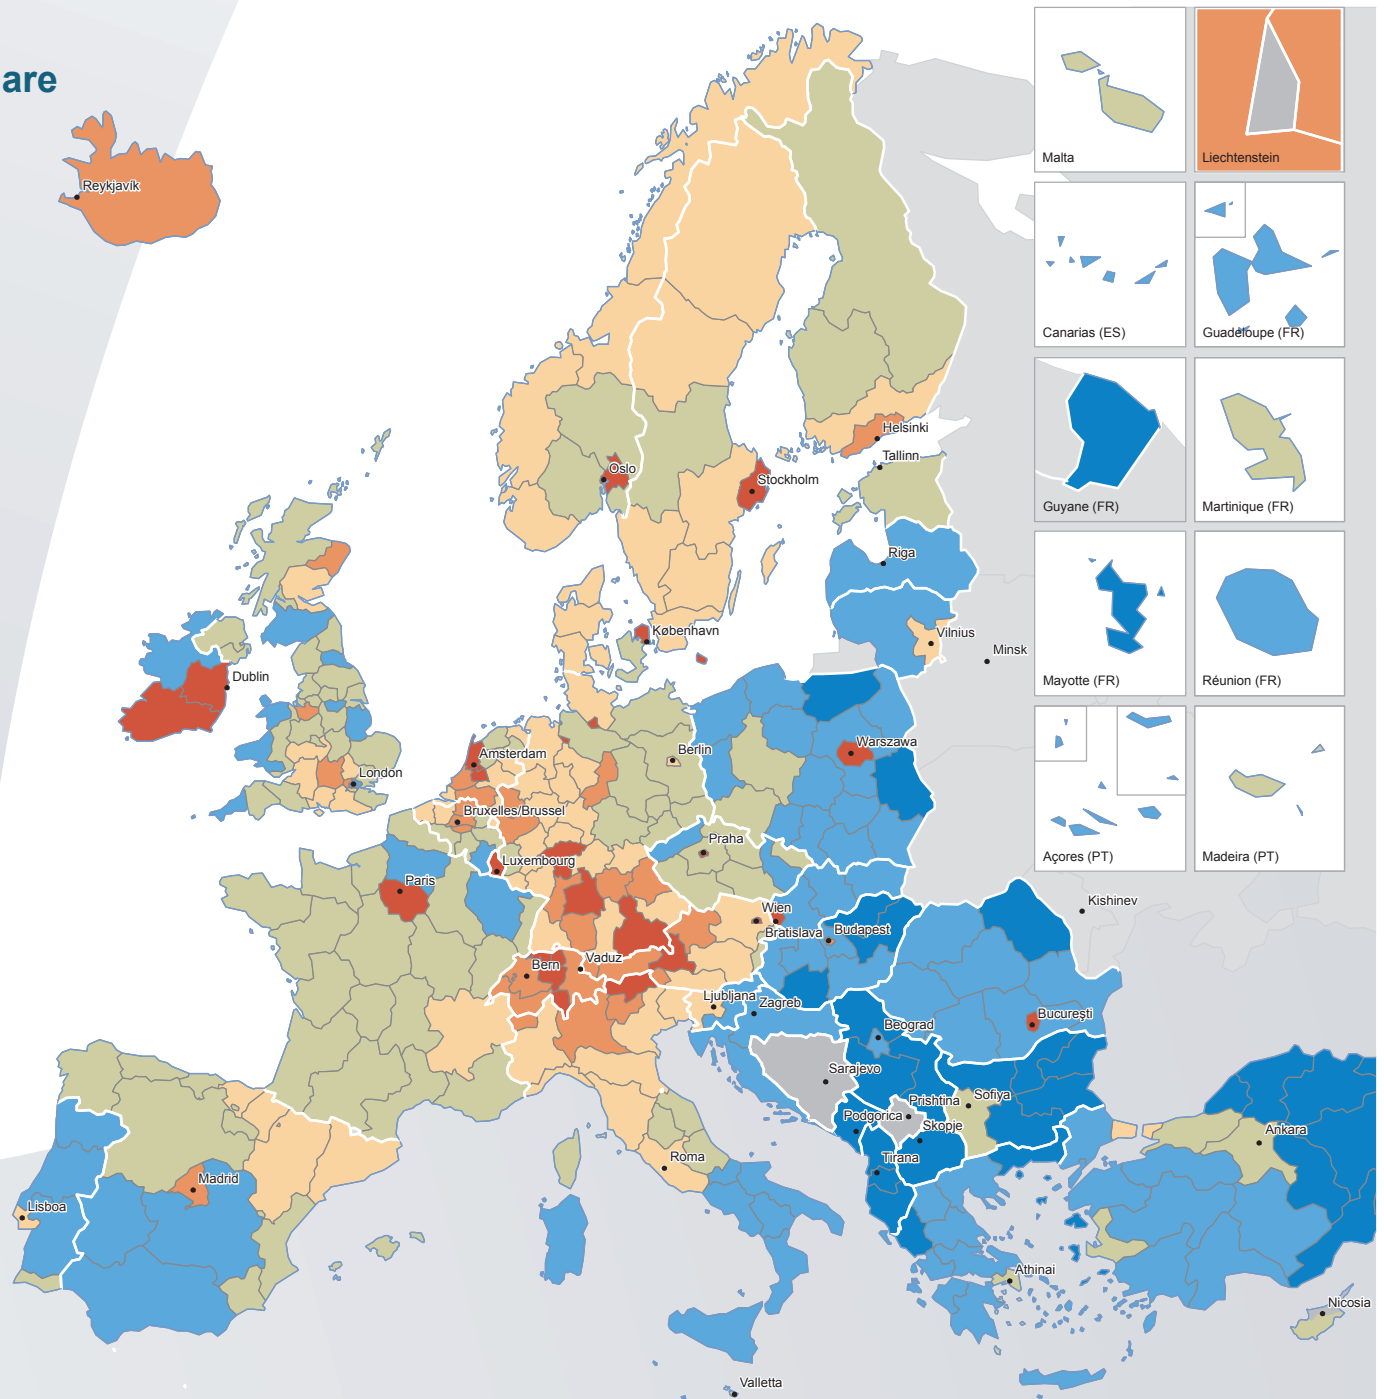 are
Reykjavík
Malta
Liechtenstein
Canarias (ES)
Guadeloupe (FR)
Guyane (FR)
Martinique (FR)
Mayotte (FR)
Réunion (FR)
Açores (PT)
Madeira (PT)
Helsinki
Tallinn
Oslo
Stockholm
Riga
København
Vilnius
Minsk
Dublin
Amsterdam
Berlin
Warszawa
London
Bruxelles/Brussel
Praha
Luxembourg
Paris
Kishinev
Wien
Bratislava
Budapest
Bern
Vaduz
Ljubljana
Zagreb
Bucureşti
Beograd
Sarajevo
Prishtina
Sofiya
Podgorica
Skopje
Ankara
Roma
Tirana
Madrid
Lisboa
Athinai
Nicosia
Valletta